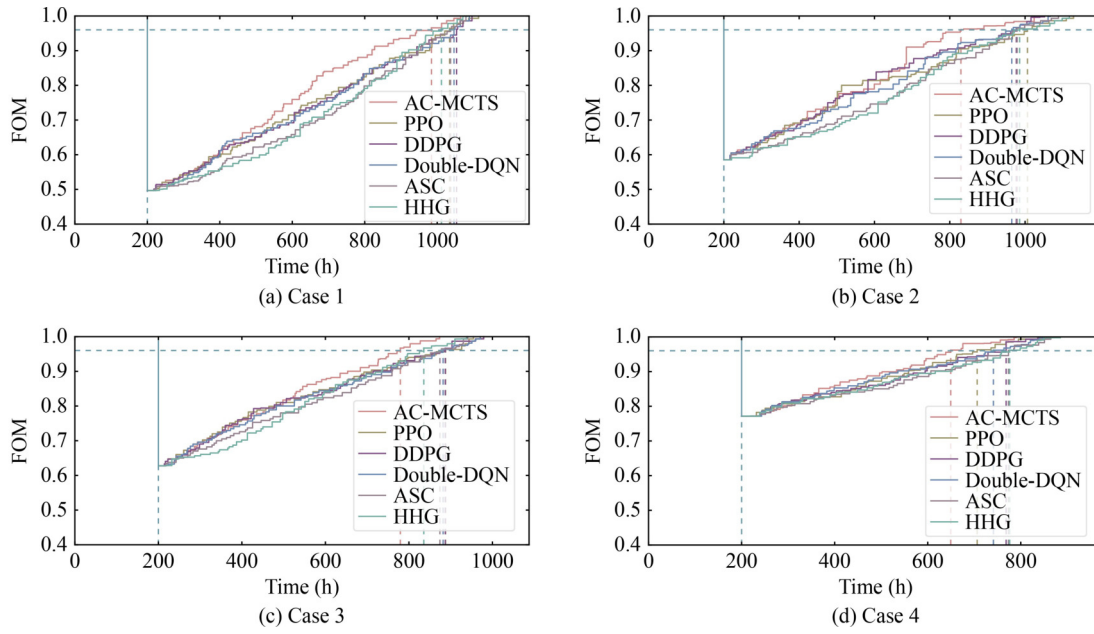 1.0
0.9
0.8
0.7
0.6
0.5
0.4
FOM
AC-MCTS
PPO
DDPG
Double-DQN
ASC
HHG
0 200 400 600 800 1000
Time (h)
(a) Case 1
1.0
0.9
0.8
0.7
0.6
0.5
0.4
FOM
AC-MCTS
PPO
DDPG
Double-DQN
ASC
HHG
0 200 400 600 800 1000
Time (h)
(b) Case 2
1.0
0.9
0.8
0.7
0.6
0.5
0.4
FOM
AC-MCTS
PPO
DDPG
Double-DQN
ASC
HHG
0 200 400 600 800 1000
Time (h)
(c) Case 3
1.0
0.9
0.8
0.7
0.6
0.5
0.4
FOM
AC-MCTS
PPO
DDPG
Double-DQN
ASC
HHG
0 200 400 600 800
Time (h)
(d) Case 4